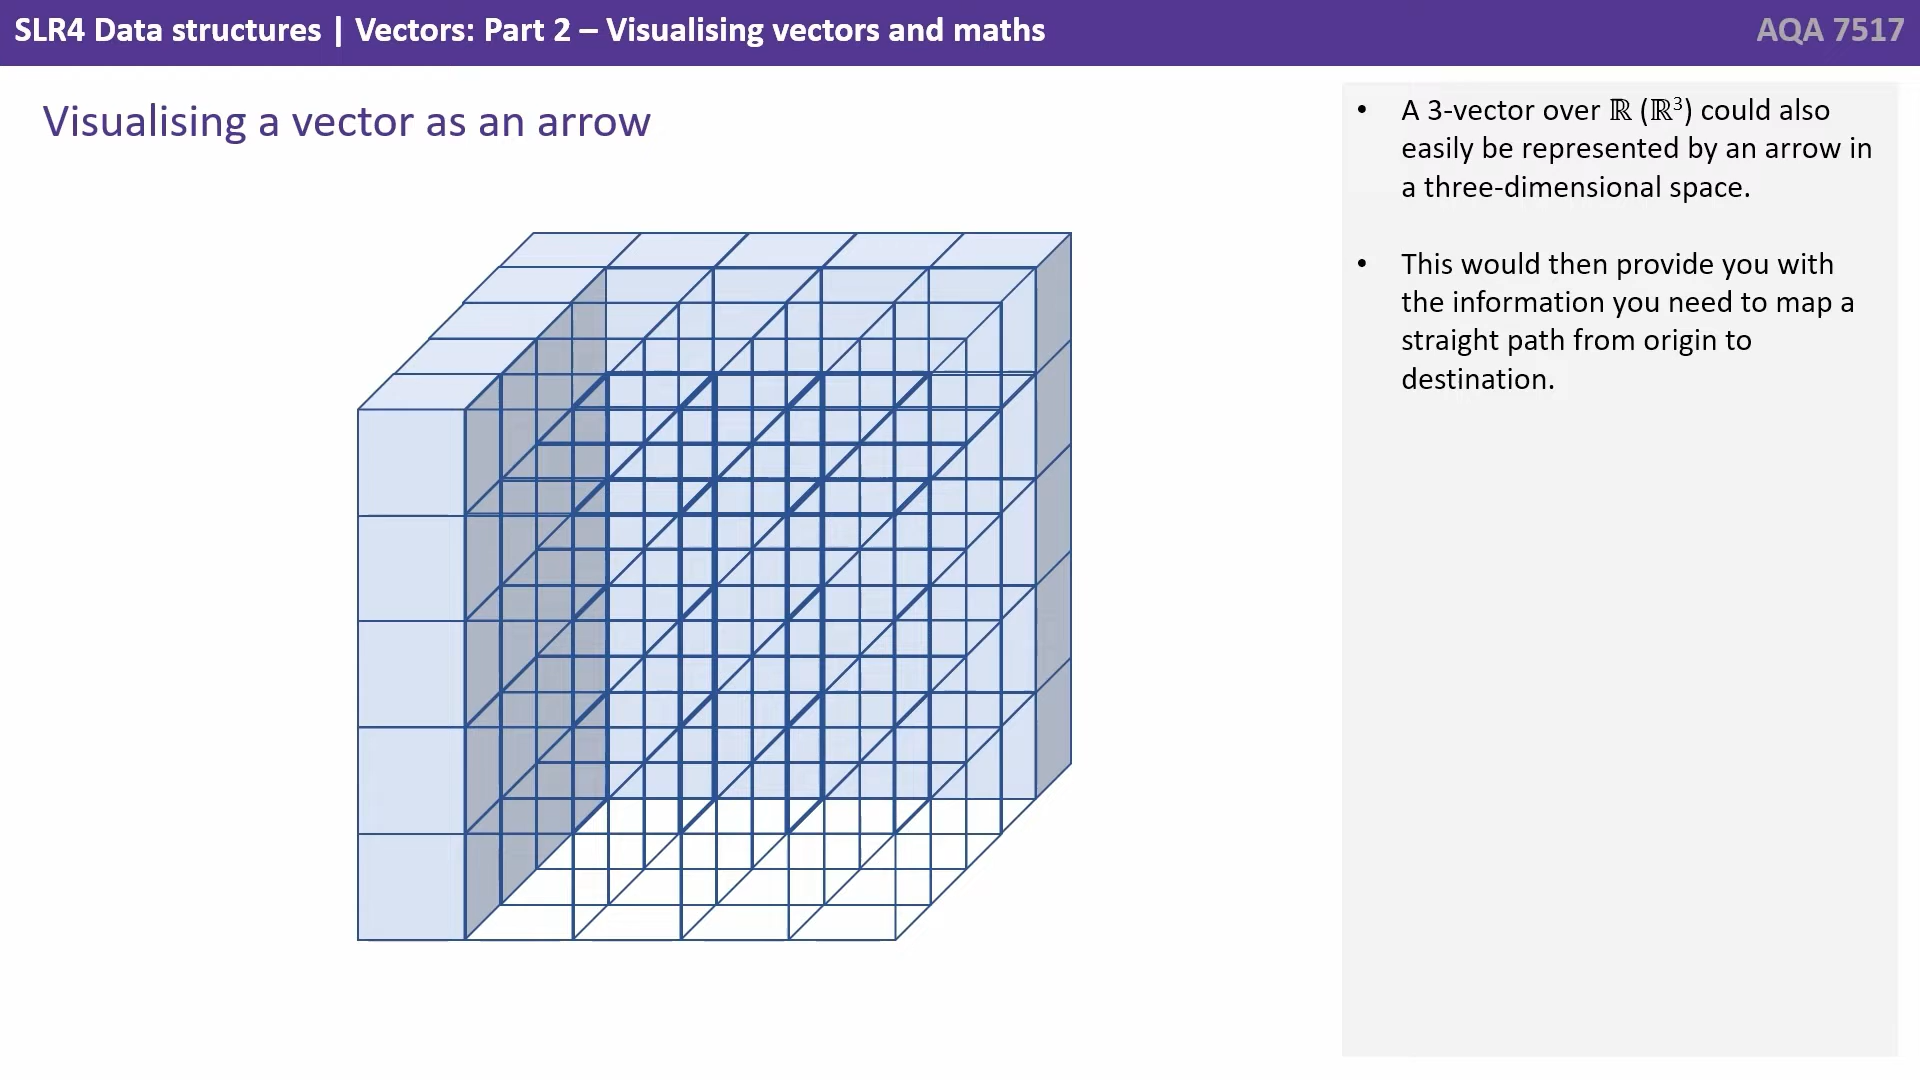 SLR4 Data structures | Vectors: Part 2 – Visualising vectors and maths
AQA 7517
Visualising a vector as an arrow
• A 3-vector over ℝ (ℝ³) could also
easily be represented by an arrow in
a three-dimensional space.
• This would then provide you with
the information you need to map a
straight path from origin to
destination.